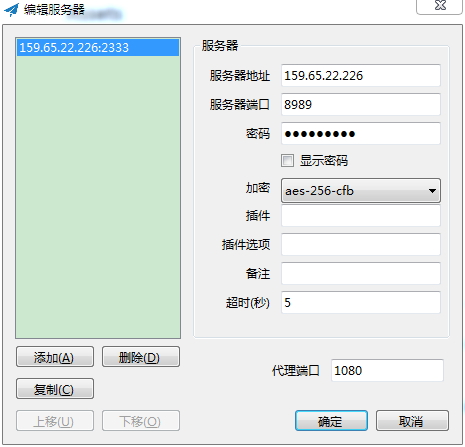 编辑服务器
159.65.22.226:2333
服务器
服务器地址 159.65.22.226
服务器端口 8989
密码 ●●●●●●●●●
显示密码
加密 aes-256-cfb
插件
插件选项
备注
超时(秒) 5
添加(A) 删除(D)
复制(C)
代理端口 1080
上移(U) 下移(O)
确定 取消